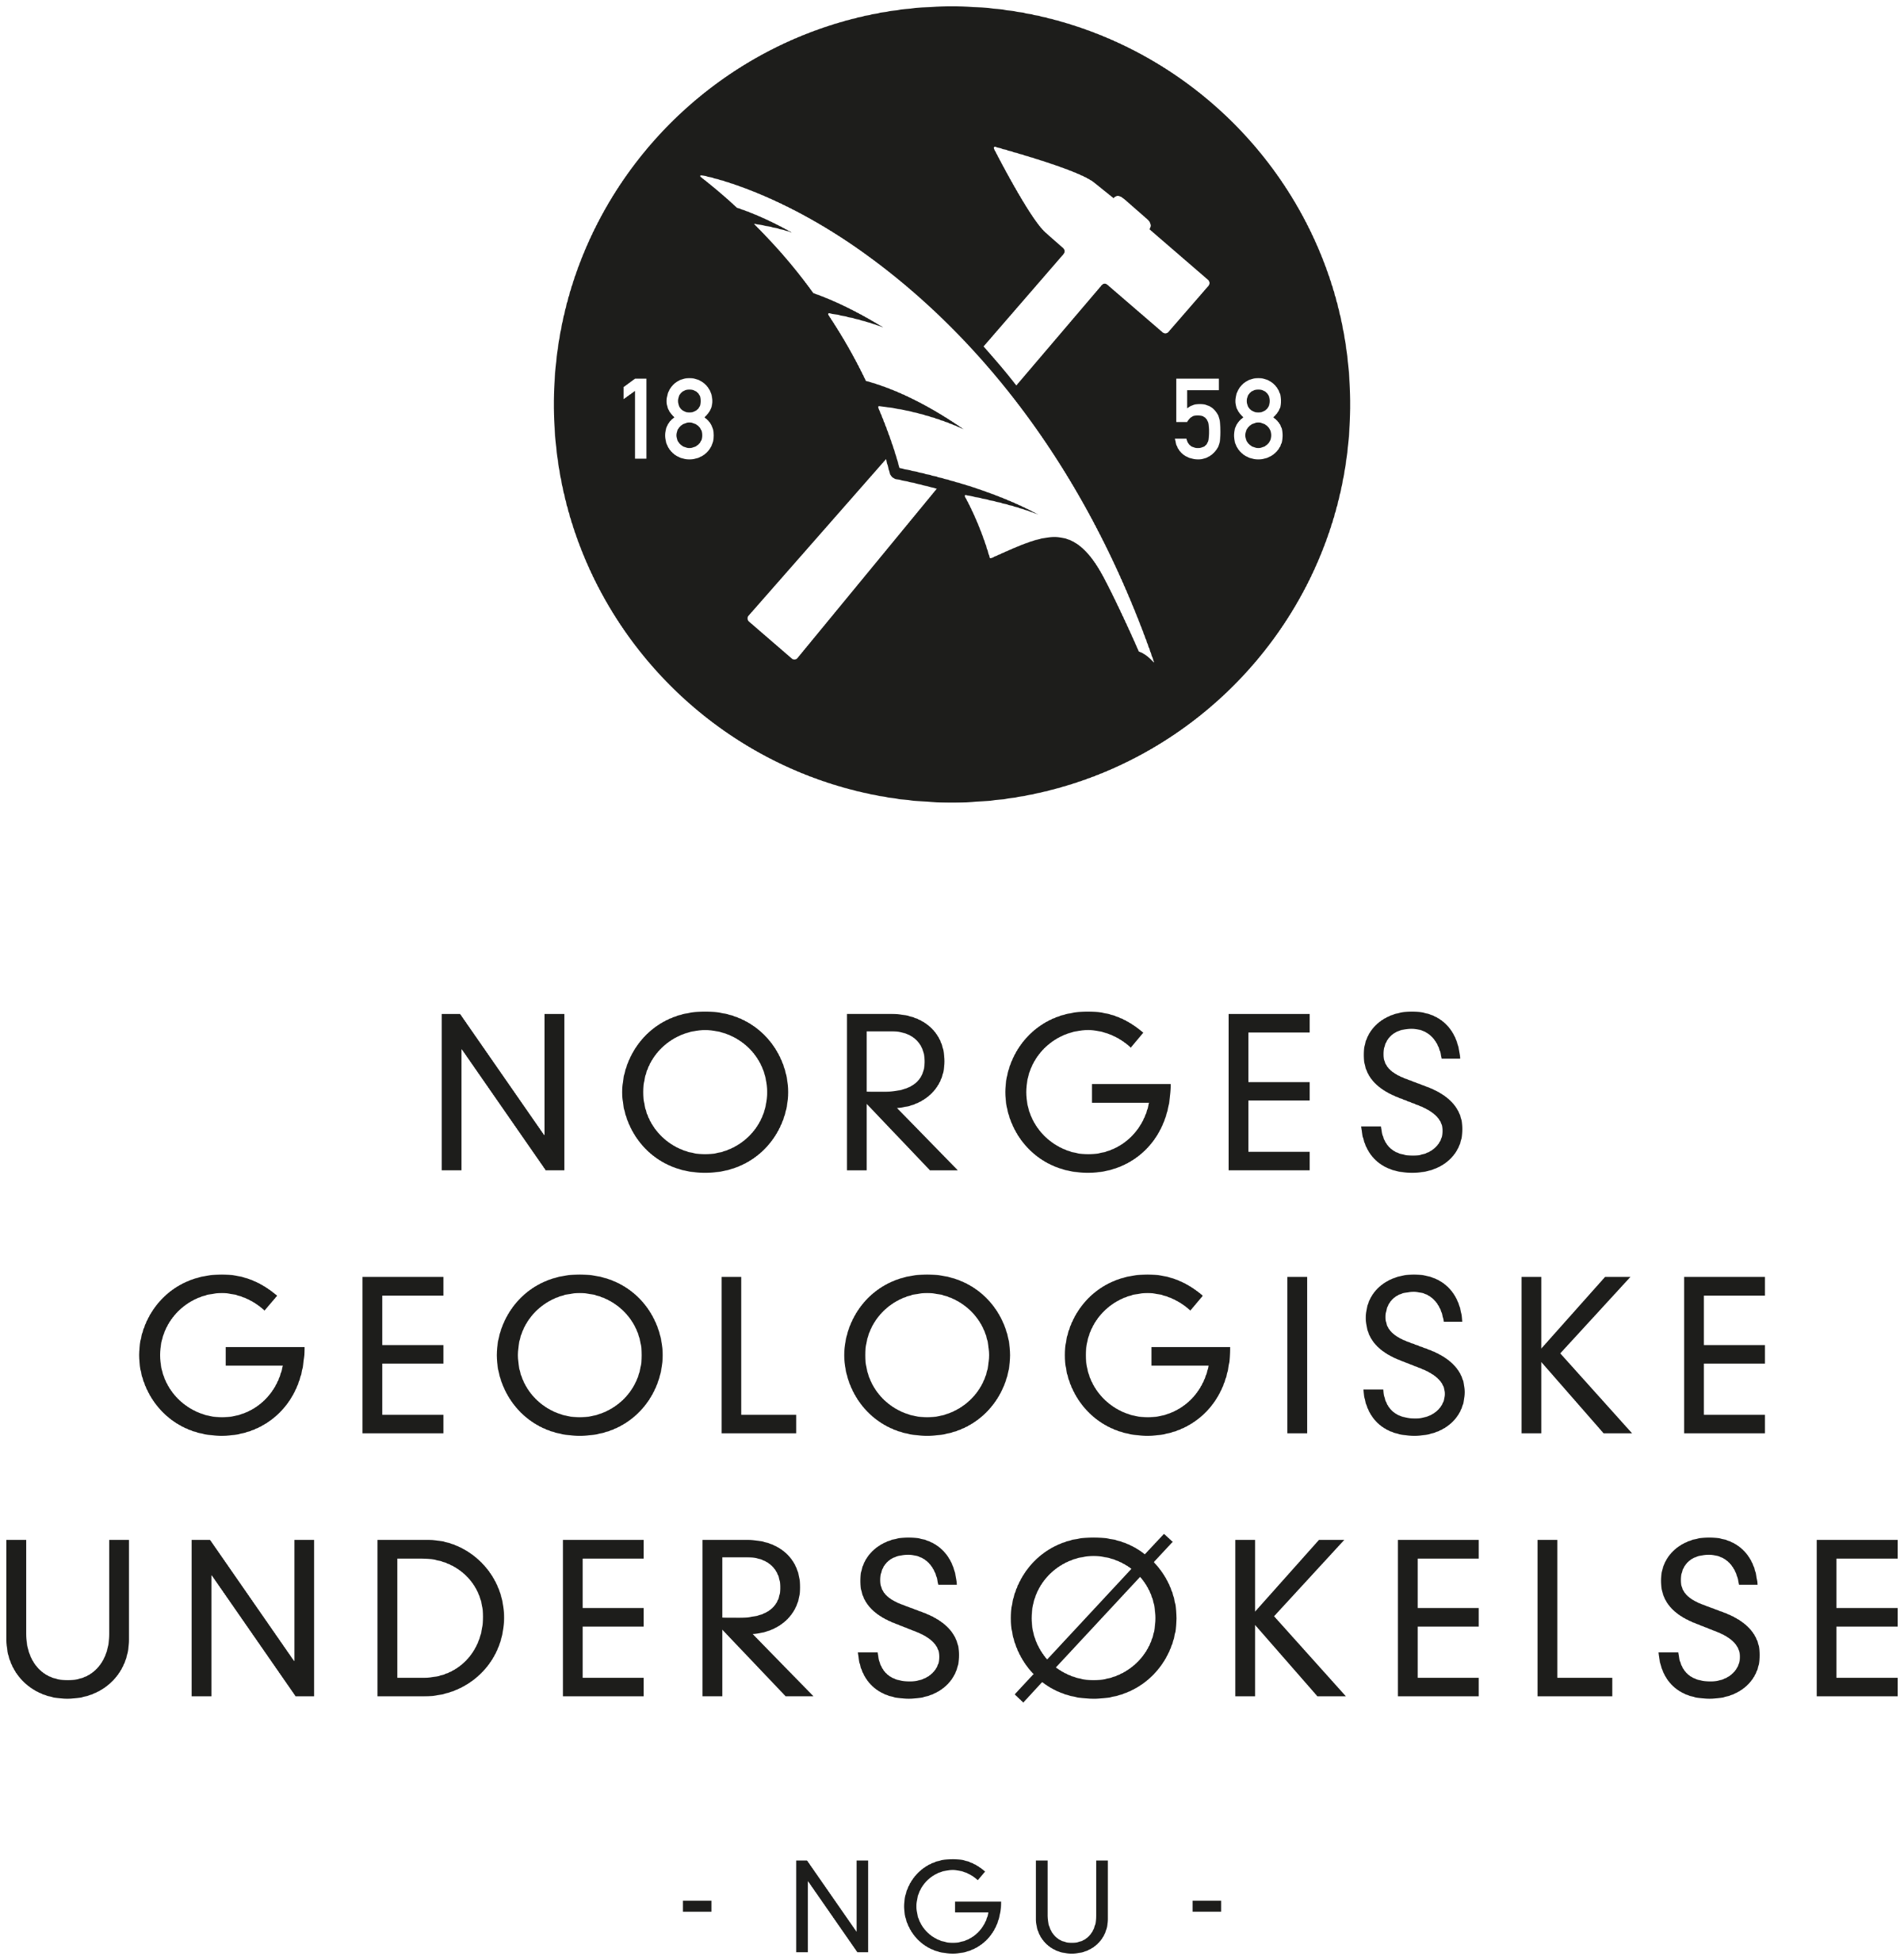 18 58
NORGES
GEOLOGISKE
UNDERSØKELSE
- NGU -